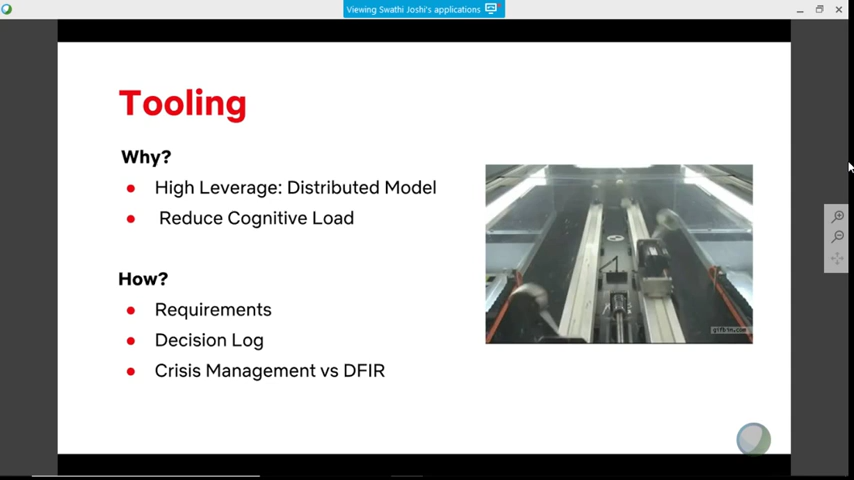 Viewing Swathi Joshi's applications
Tooling
Why?
High Leverage: Distributed Model
Reduce Cognitive Load
How?
Requirements
Decision Log
Crisis Management vs DFIR
gifbin.com